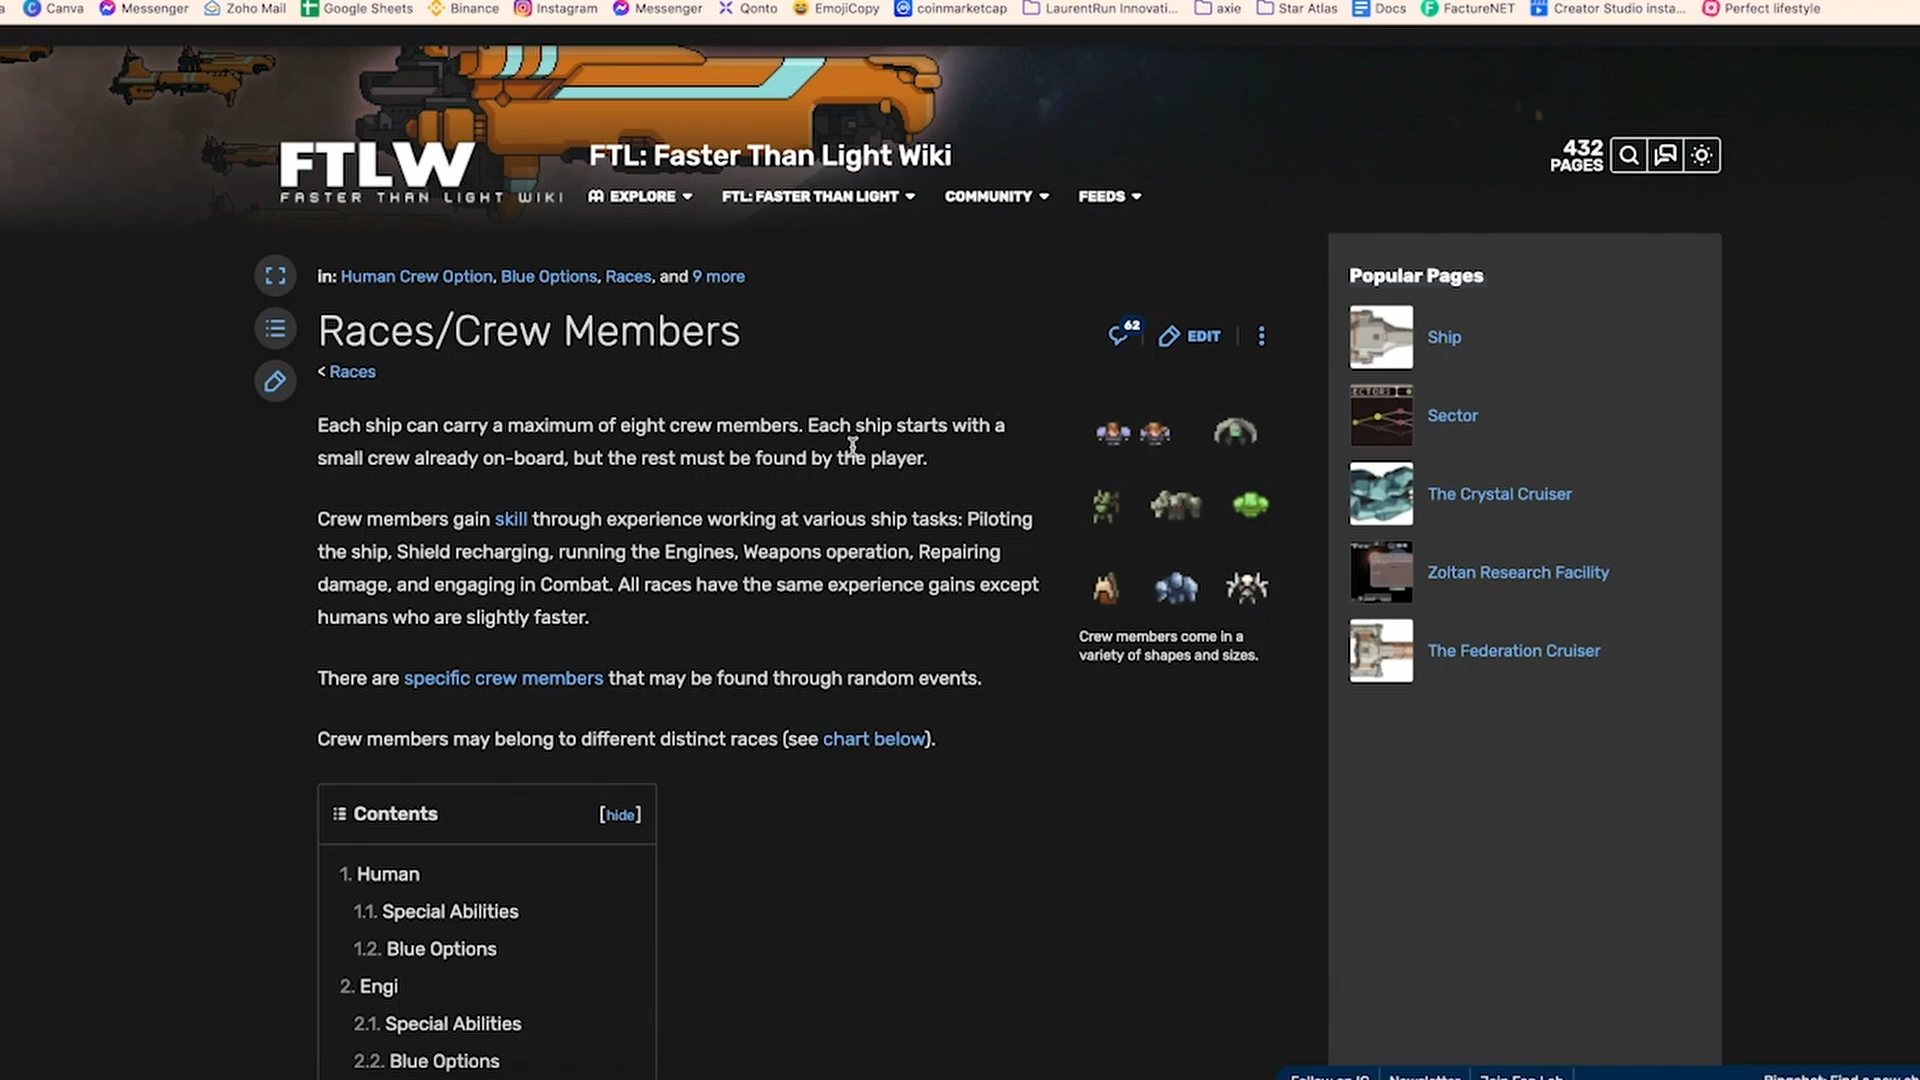 Canva Messenger Zoho Mail Google Sheets Binance Instagram Messenger Qonto EmojiCopy coinmarketcap LaurentRun Innovati... axie Star Atlas Docs FactureNET Creator Studio insta... Perfect lifestyle
FTLW
FASTER THAN LIGHT WIKI
FTL: Faster Than Light Wiki
EXPLORE FTL: FASTER THAN LIGHT COMMUNITY FEEDS
432
PAGES
in: Human Crew Option, Blue Options, Races, and 9 more
Races/Crew Members
62
EDIT
< Races
Each ship can carry a maximum of eight crew members. Each ship starts with a
small crew already on-board, but the rest must be found by the player.
Crew members gain skill through experience working at various ship tasks: Piloting
the ship, Shield recharging, running the Engines, Weapons operation, Repairing
damage, and engaging in Combat. All races have the same experience gains except
humans who are slightly faster.
There are specific crew members that may be found through random events.
Crew members may belong to different distinct races (see chart below).
Crew members come in a
variety of shapes and sizes.
Contents [hide]
1. Human
1.1. Special Abilities
1.2. Blue Options
2. Engi
2.1. Special Abilities
2.2. Blue Options
Popular Pages
Ship
Sector
The Crystal Cruiser
Zoltan Research Facility
The Federation Cruiser